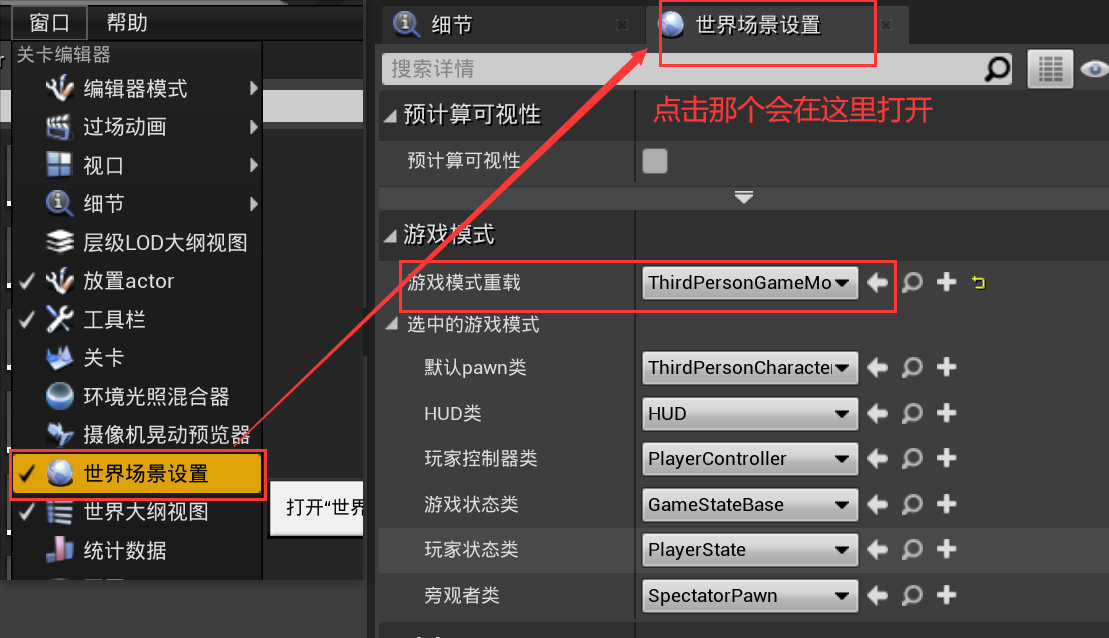 窗口
帮助
关卡编辑器
编辑器模式
过场动画
视口
细节
层级LOD大纲视图
放置actor
工具栏
关卡
环境光照混合器
摄像机晃动预览器
世界场景设置
世界大纲视图
统计数据
打开“世界
细节
世界场景设置
搜索详情
预计算可视性
点击那个会在这里打开
预计算可视性
游戏模式
游戏模式重载 ThirdPersonGameMo
选中的游戏模式
默认pawn类 ThirdPersonCharacte
HUD类 HUD
玩家控制器类 PlayerController
游戏状态类 GameStateBase
玩家状态类 PlayerState
旁观者类 SpectatorPawn